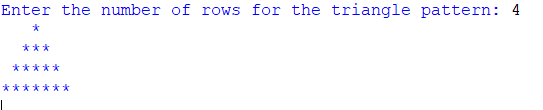 Enter the number of rows for the triangle pattern: 4
   *
  ***
 *****
*******